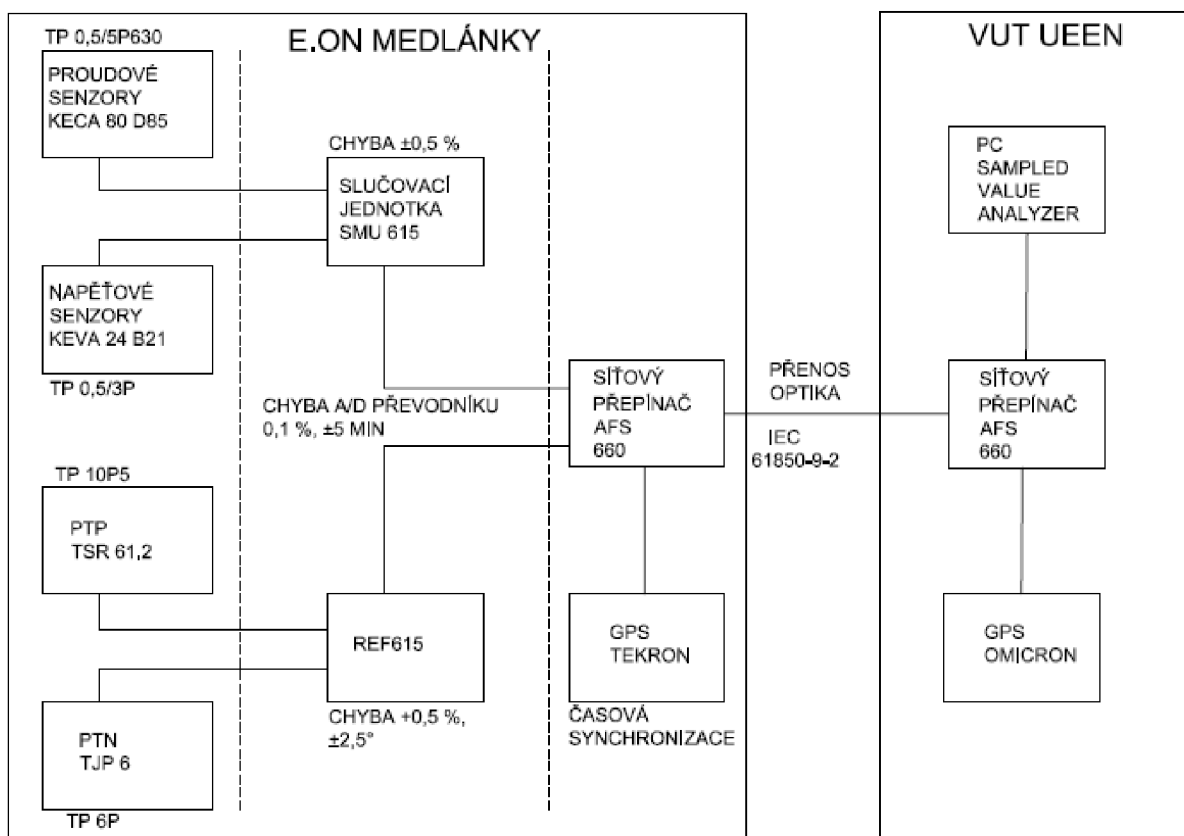 E.ON MEDLÁNKY
VUT UEEN
TP 0,5/5P630
PROUDOVÉ
SENZORY
KECA 80 D85
CHYBA ±0,5 %
SLUČOVACÍ
JEDNOTKA
SMU 615
NAPĚŤOVÉ
SENZORY
KEVA 24 B21
TP 0,5/3P
CHYBA A/D PŘEVODNÍKU
0,1 %, ±5 MIN
TP 10P5
PTP
TSR 61,2
REF615
CHYBA +0,5 %,
±2,5°
PTN
TJP 6
TP 6P
SÍŤOVÝ
PŘEPÍNAČ
AFS
660
GPS
TEKRON
ČASOVÁ
SYNCHRONIZACE
PŘENOS
OPTIKA
IEC
61850-9-2
PC
SAMPLED
VALUE
ANALYZER
SÍŤOVÝ
PŘEPÍNAČ
AFS
660
GPS
OMICRON